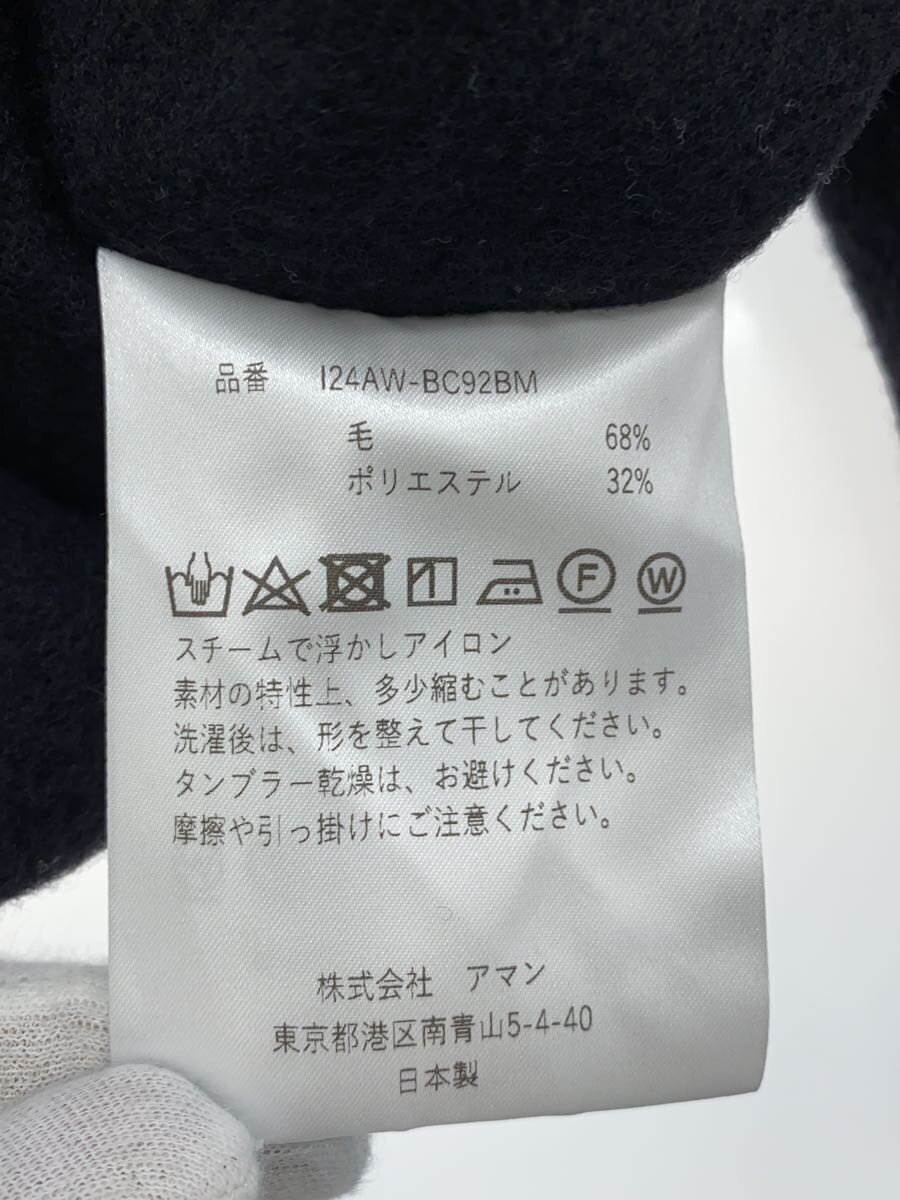 品番 I24AW-BC92BM
毛 68%
ポリエステル 32%
F W
スチームで浮かしアイロン
素材の特性上、多少縮むことがあります。
洗濯後は、形を整えて干してください。
タンブラー乾燥は、お避けください。
摩擦や引っ掛けにご注意ください。
株式会社 アマン
東京都港区南青山5-4-40
日本製